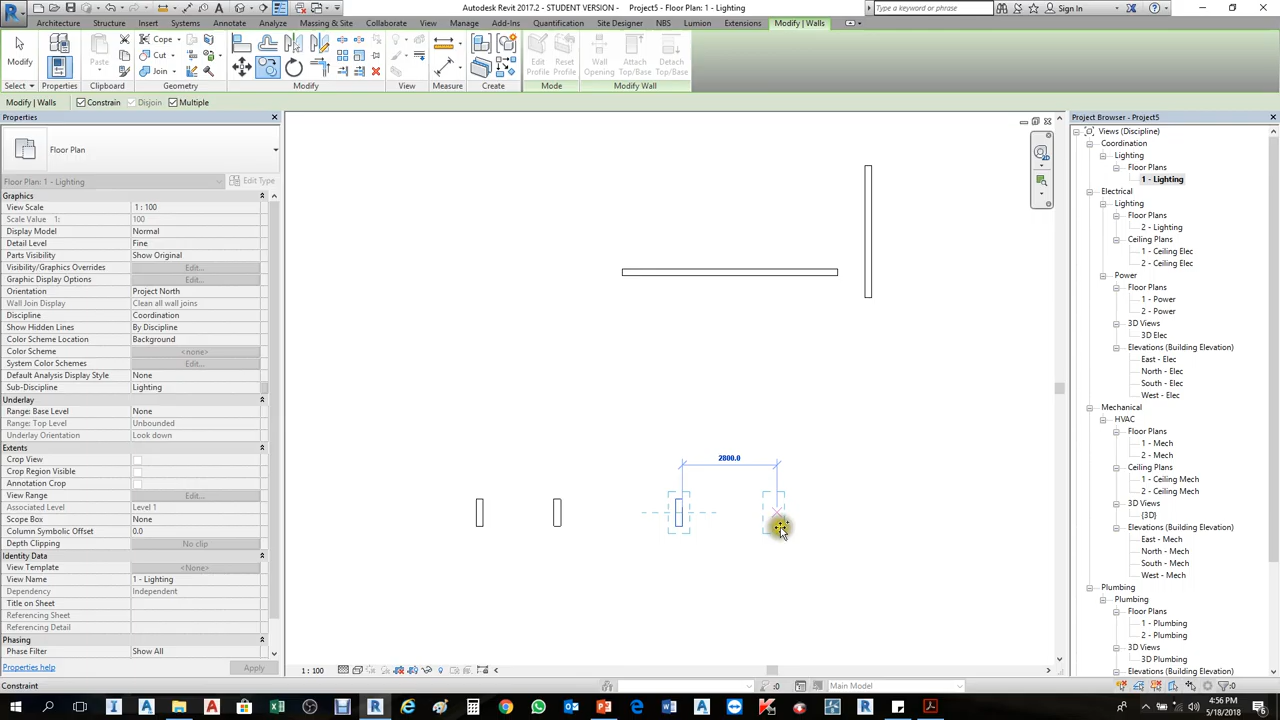 Autodesk Revit 2017.2 - STUDENT VERSION - Project5 - Floor Plan: 1 - Lighting
Type a keyword or phrase
Sign In
Architecture Structure Insert Systems Annotate Analyze Massing & Site Collaborate View Manage Add-Ins Quantification Site Designer NBS Lumion Extensions Modify | Walls
Modify
Paste
Cope
Cut
Join
Edit Profile
Reset Profile
Wall Opening
Attach Top/Base
Detach Top/Base
Select Properties Clipboard Geometry Modify View Measure Create Mode Modify Wall
Modify | Walls Constrain Disjoin Multiple
Properties
Floor Plan
Floor Plan: 1 - Lighting Edit Type
Graphics
View Scale 1 : 100
Scale Value 1: 100
Display Model Normal
Detail Level Fine
Parts Visibility Show Original
Visibility/Graphics Overrides Edit...
Graphic Display Options Edit...
Orientation Project North
Wall Join Display Clean all wall joins
Discipline Coordination
Show Hidden Lines By Discipline
Color Scheme Location Background
Color Scheme <none>
System Color Schemes Edit...
Default Analysis Display Style None
Sub-Discipline Lighting
Underlay
Range: Base Level None
Range: Top Level Unbounded
Underlay Orientation Look down
Extents
Crop View
Crop Region Visible
Annotation Crop
View Range Edit...
Associated Level Level 1
Scope Box None
Column Symbolic Offset 0.0
Depth Clipping No clip
Identity Data
View Template <None>
View Name 1 - Lighting
Dependency Independent
Title on Sheet
Referencing Sheet
Referencing Detail
Phasing
Phase Filter Show All
Properties help Apply
2800.0
Project Browser - Project5
Views (Discipline)
Coordination
Lighting
Floor Plans
1 - Lighting
Electrical
Lighting
Floor Plans
2 - Lighting
Ceiling Plans
1 - Ceiling Elec
2 - Ceiling Elec
Power
Floor Plans
1 - Power
2 - Power
3D Views
3D Elec
Elevations (Building Elevation)
East - Elec
North - Elec
South - Elec
West - Elec
Mechanical
HVAC
Floor Plans
1 - Mech
2 - Mech
Ceiling Plans
1 - Ceiling Mech
2 - Ceiling Mech
3D Views
{3D}
Elevations (Building Elevation)
East - Mech
North - Mech
South - Mech
West - Mech
Plumbing
Plumbing
Floor Plans
1 - Plumbing
2 - Plumbing
3D Views
3D Plumbing
Elevations (Building Elevation)
1 : 100
Constraint
:0
Main Model
:0
4:56 PM
5/18/2018